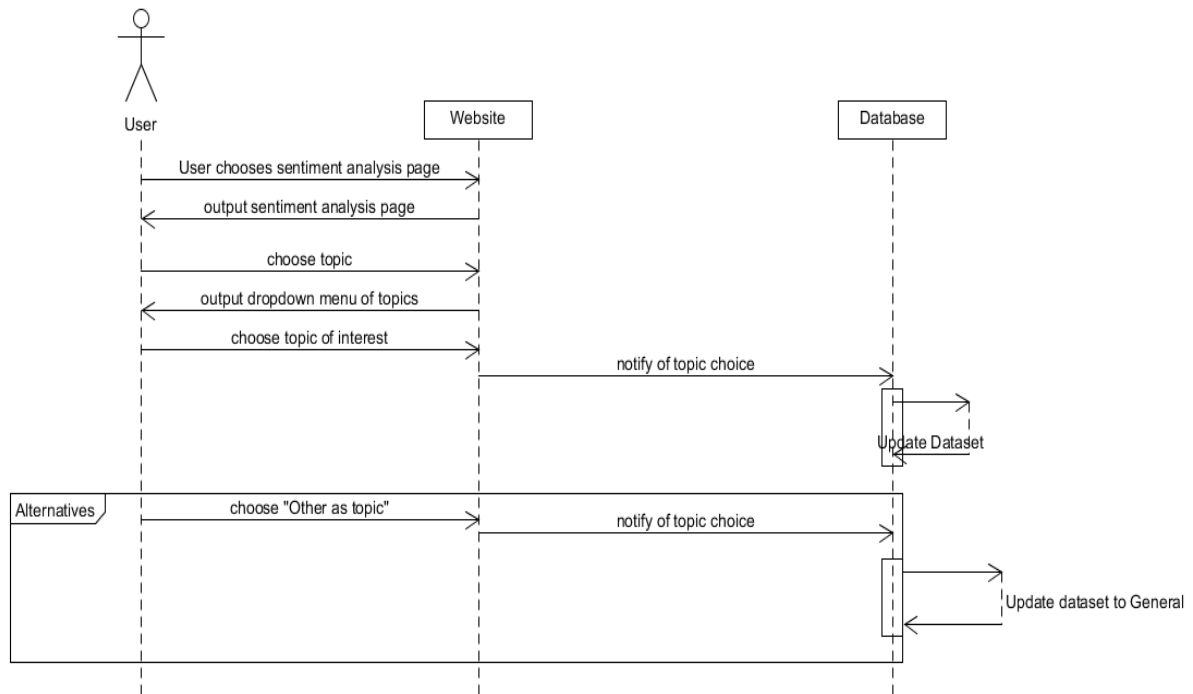 User
Website
Database
User chooses sentiment analysis page
output sentiment analysis page
choose topic
output dropdown menu of topics
choose topic of interest
notify of topic choice
Update Dataset
Alternatives
choose "Other as topic"
notify of topic choice
Update dataset to General